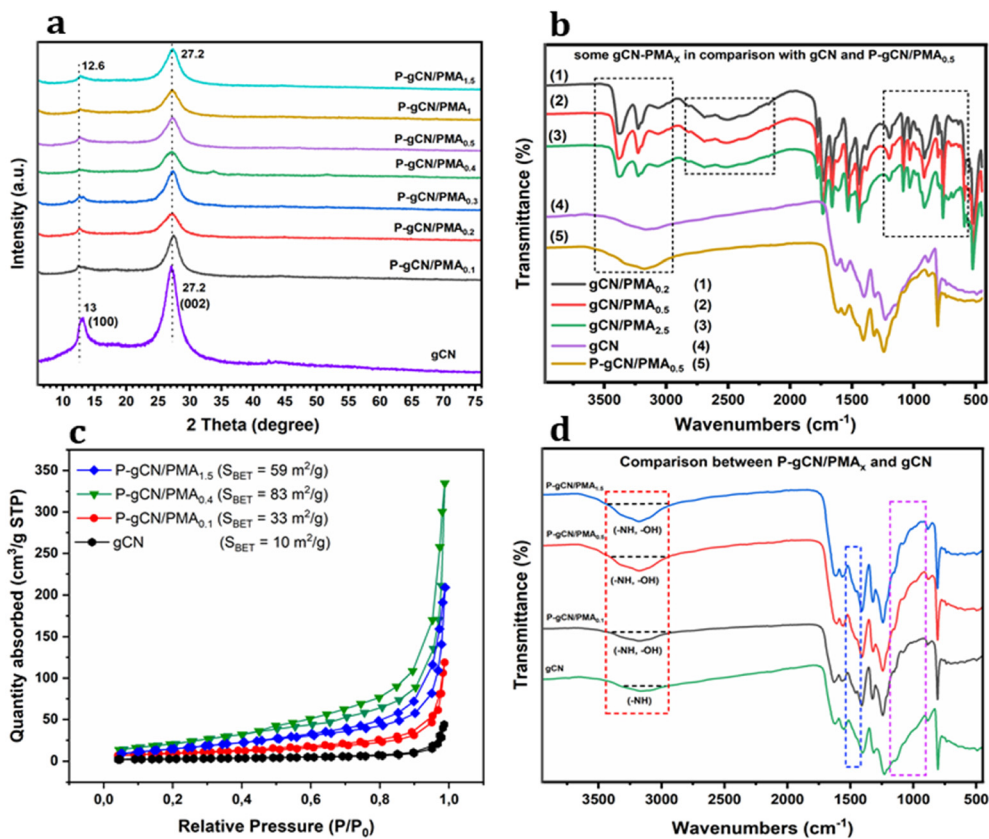 a
12.6
27.2
P-gCN/PMA1.5
P-gCN/PMA1
P-gCN/PMA0.5
P-gCN/PMA0.4
P-gCN/PMA0.3
P-gCN/PMA0.2
P-gCN/PMA0.1
27.2
(002)
13
(100)
gCN
Intensity (a.u.)
10 15 20 25 30 35 40 45 50 55 60 65 70 75
2 Theta (degree)
b
some gCN-PMAX in comparison with gCN and P-gCN/PMA0.5
(1)
(2)
(3)
(4)
(5)
gCN/PMA0.2 (1)
gCN/PMA0.5 (2)
gCN/PMA2.5 (3)
gCN (4)
P-gCN/PMA0.5 (5)
Transmittance (%)
3500 3000 2500 2000 1500 1000 500
Wavenumbers (cm-1)
c
P-gCN/PMA1.5 (SBET = 59 m2/g)
P-gCN/PMA0.4 (SBET = 83 m2/g)
P-gCN/PMA0.1 (SBET = 33 m2/g)
gCN (SBET = 10 m2/g)
Quantity absorbed (cm3/g STP)
350
300
250
200
150
100
50
0
0,0 0,2 0,4 0,6 0,8 1,0
Relative Pressure (P/P0)
d
Comparison between P-gCN/PMAx and gCN
P-gCN/PMA1.5
(-NH, -OH)
P-gCN/PMA0.5
(-NH, -OH)
P-gCN/PMA0.1
(-NH, -OH)
gCN
(-NH)
Transmittance (%)
3500 3000 2500 2000 1500 1000 500
Wavenumbers (cm-1)